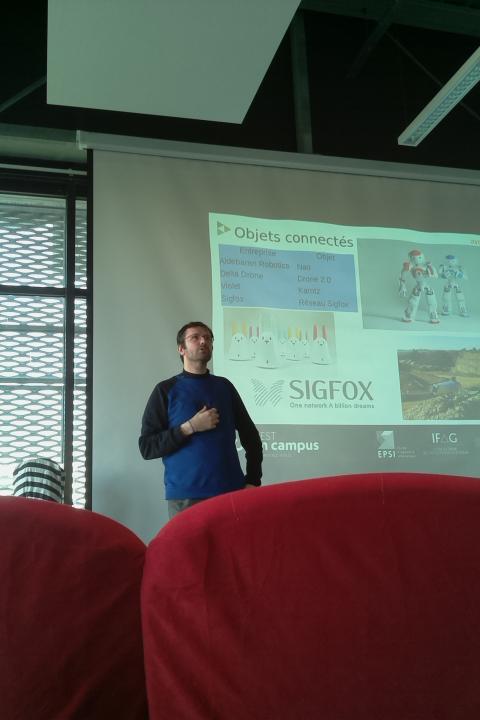 Objets connectés
Entreprise Objet
Aldebaran Robotics Nao
Delta Drone Drone 2.0
Violet Karotz
Sigfox Réseau Sigfox
SIGFOX
One network A billion dreams
campus
EPSI
IFAG